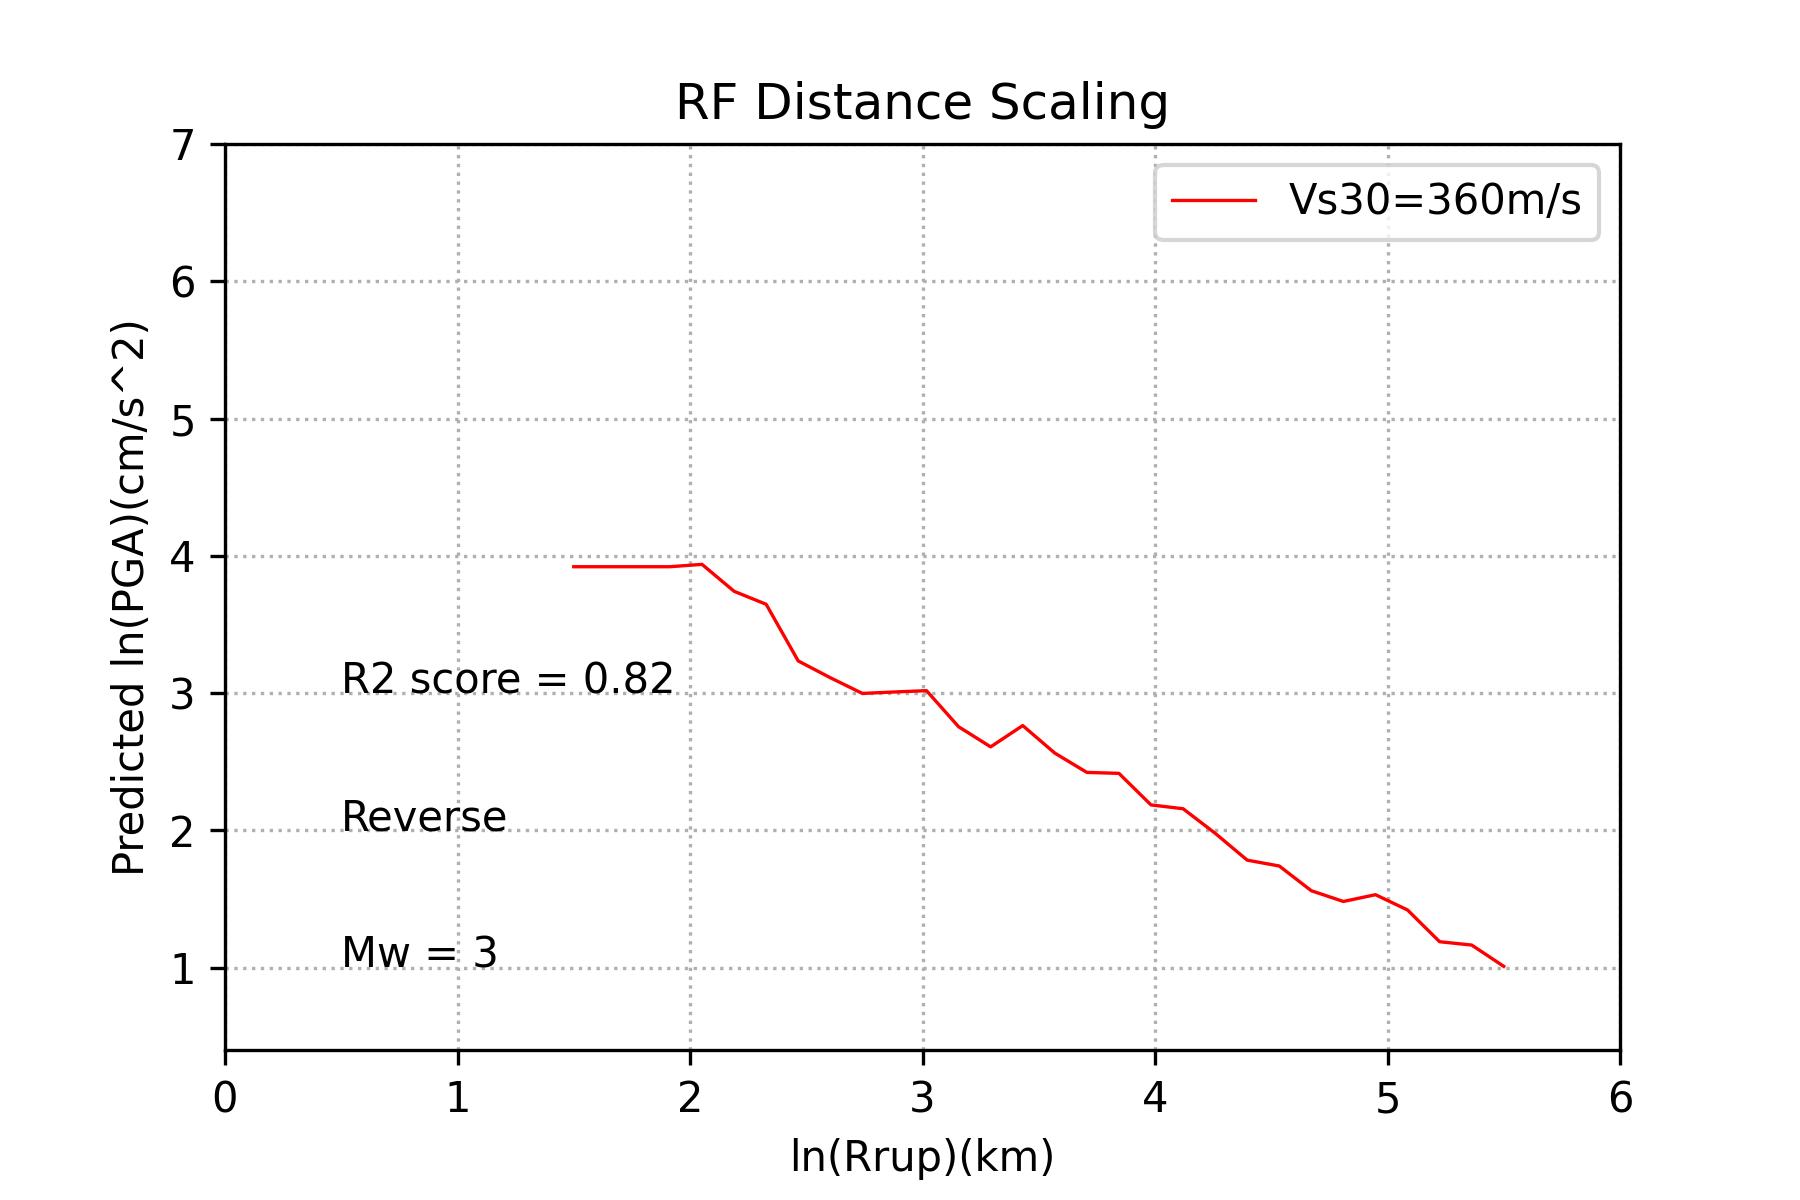 RF Distance Scaling
7
6
5
4
3
2
1
Predicted ln(PGA)(cm/s^2)
Vs30=360m/s
R2 score = 0.82
Reverse
Mw = 3
0 1 2 3 4 5 6
ln(Rrup)(km)